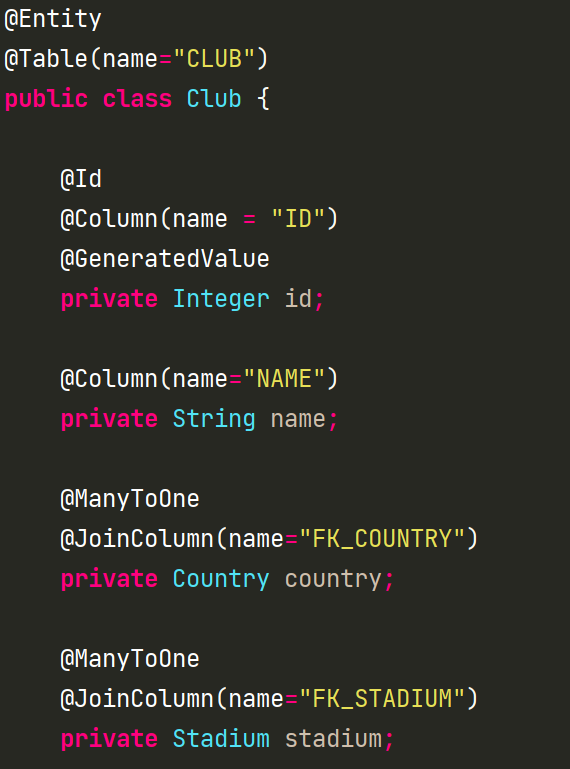 @Entity
@Table(name="CLUB")
public class Club {
@Id
@Column(name = "ID")
@GeneratedValue
private Integer id;
@Column(name="NAME")
private String name;
@ManyToOne
@JoinColumn(name="FK_COUNTRY")
private Country country;
@ManyToOne
@JoinColumn(name="FK_STADIUM")
private Stadium stadium;